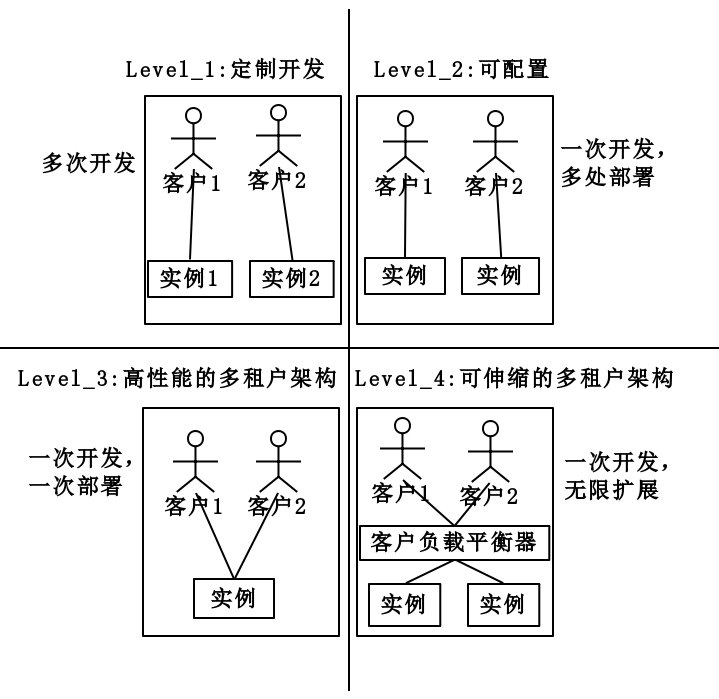 Level_1:定制开发
多次开发
客户1
客户2
实例1
实例2
Level_2:可配置
客户1
客户2
一次开发，
多处部署
实例
实例
Level_3:高性能的多租户架构
一次开发，
一次部署
客户1
客户2
实例
Level_4:可伸缩的多租户架构
客户1
客户2
一次开发，
无限扩展
客户负载平衡器
实例
实例